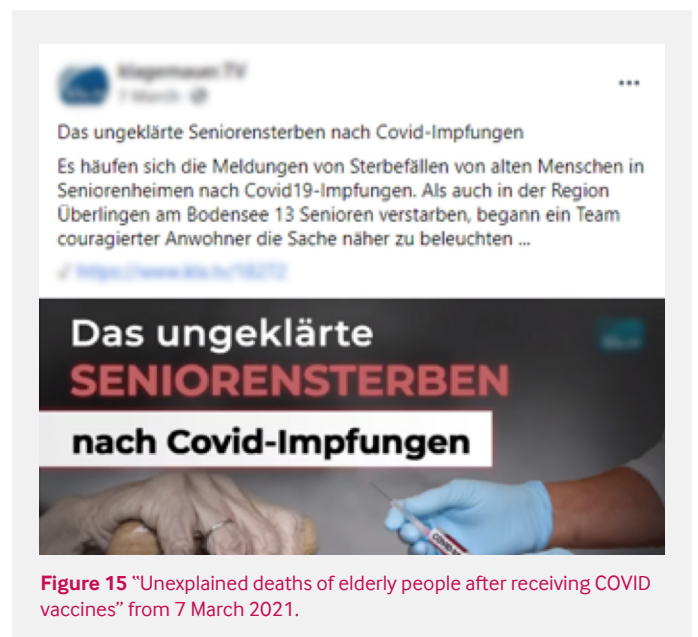 7 March
Das ungeklärte Seniorensterben nach Covid-Impfungen
Es häufen sich die Meldungen von Sterbefällen von alten Menschen in
Seniorenheimen nach Covid19-Impfungen. Als auch in der Region
Überlingen am Bodensee 13 Senioren verstarben, begann ein Team
couragierter Anwohner die Sache näher zu beleuchten ...
Das ungeklärte
SENIORENSTERBEN
nach Covid-Impfungen
Figure 15 “Unexplained deaths of elderly people after receiving COVID
vaccines” from 7 March 2021.